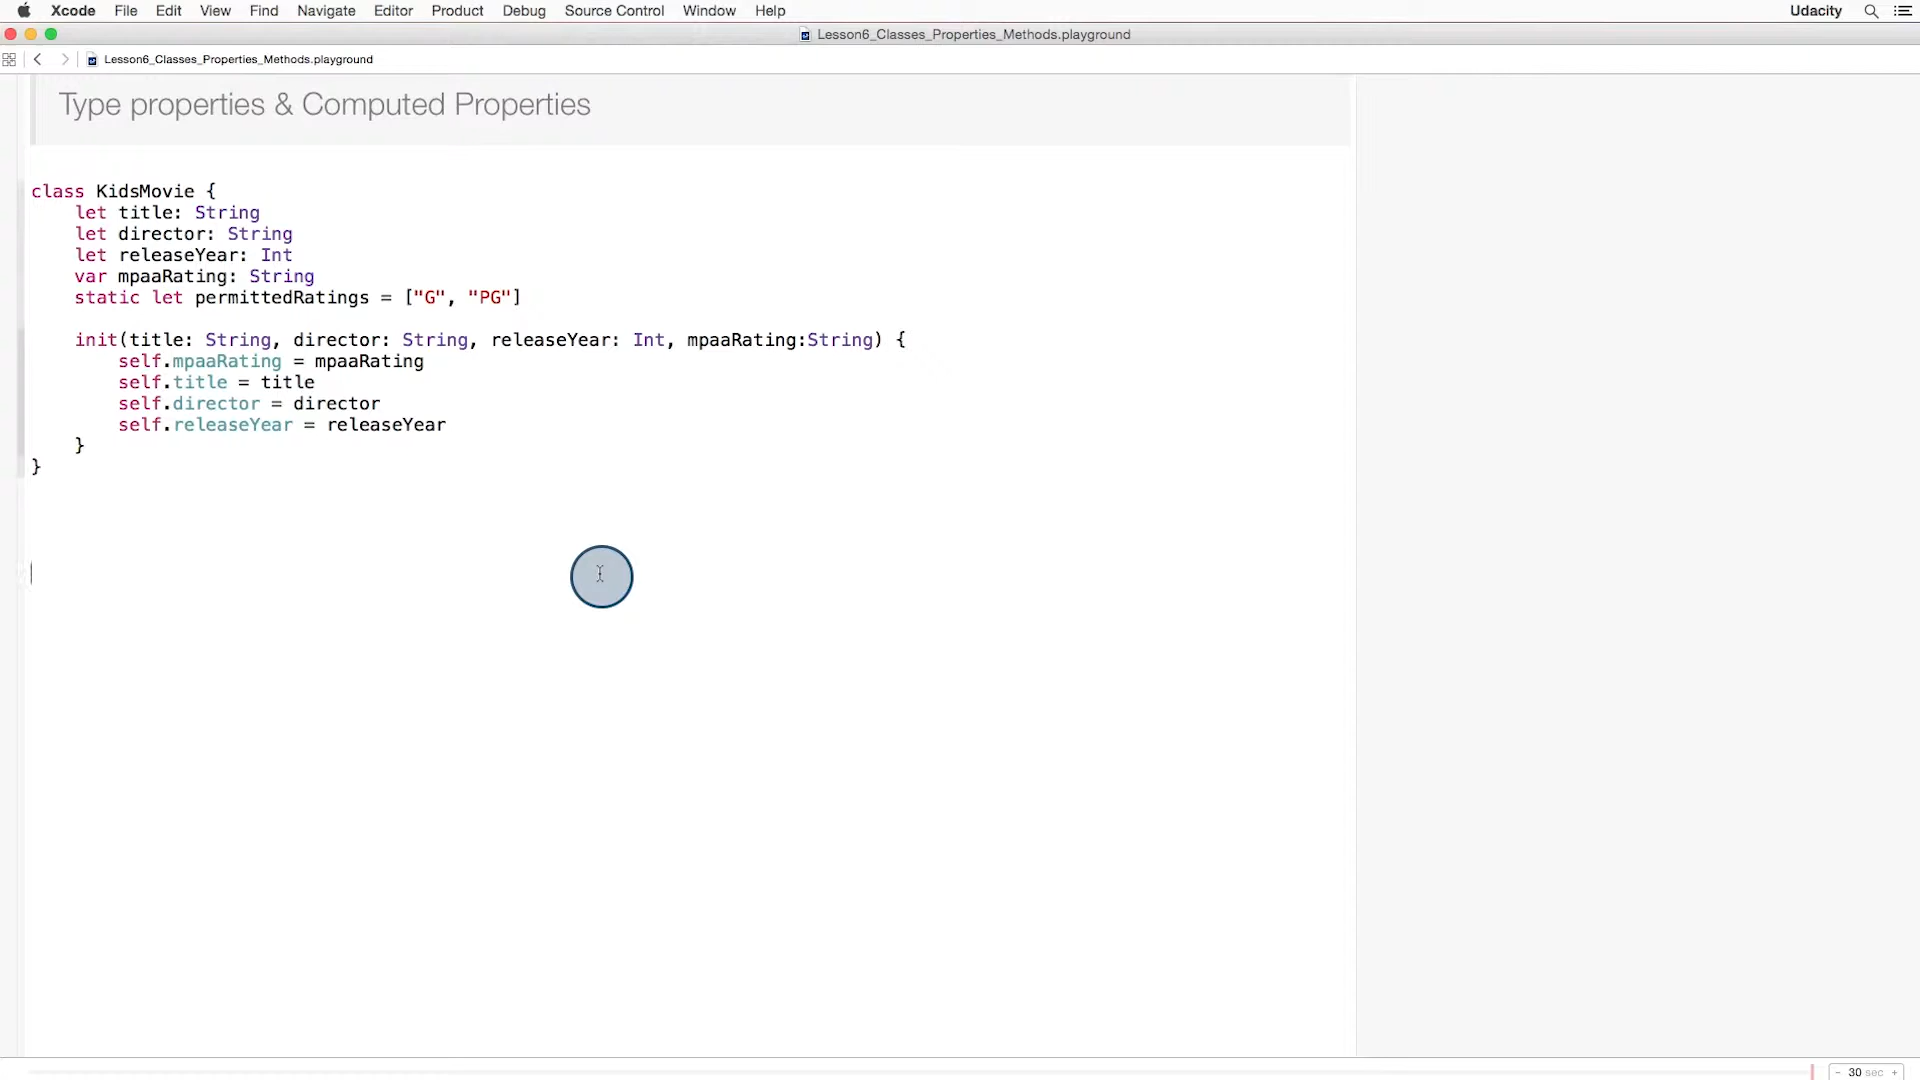 Xcode File Edit View Find Navigate Editor Product Debug Source Control Window Help Udacity
Lesson6_Classes_Properties_Methods.playground
Lesson6_Classes_Properties_Methods.playground
Type properties & Computed Properties
class KidsMovie {
    let title: String
    let director: String
    let releaseYear: Int
    var mpaaRating: String
    static let permittedRatings = ["G", "PG"]
    init(title: String, director: String, releaseYear: Int, mpaaRating:String) {
        self.mpaaRating = mpaaRating
        self.title = title
        self.director = director
        self.releaseYear = releaseYear
    }
}
- 30 sec +